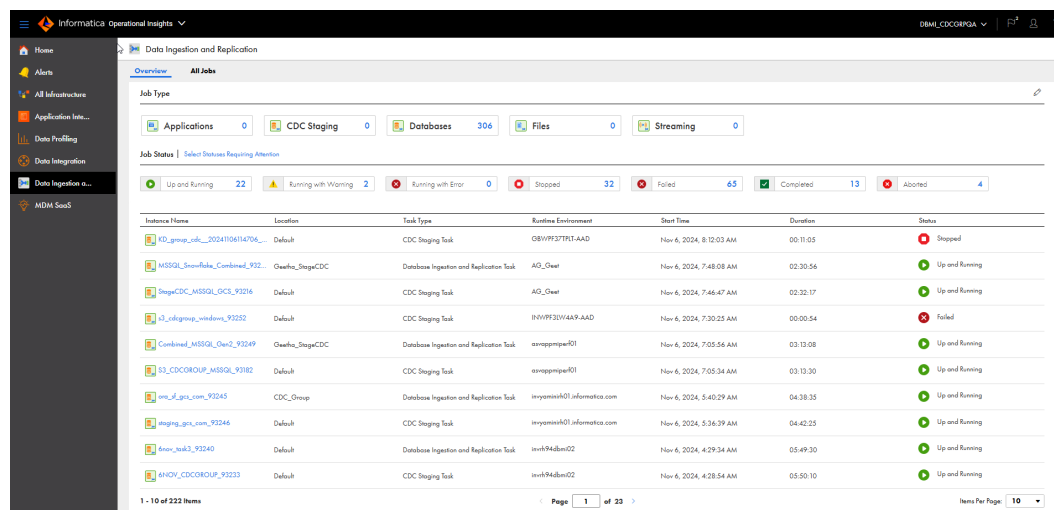 Informatica Operational Insights
DBMI_CDCGRPQA
2
Home
Alerts
All Infrastructure
Application Inte...
Data Profiling
Data Integration
Data Ingestion a...
MDM SaaS
Data Ingestion and Replication
Overview All Jobs
Job Type
Applications 0 CDC Staging 0 Databases 306 Files 0 Streaming 0
Job Status | Select Statuses Requiring Attention
Up and Running 22 Running with Warning 2 Running with Error 0 Stopped 32 Failed 65 Completed 13 Aborted 4
Instance Name Location Task Type Runtime Environment Start Time Duration Status
KD_group_cdc__20241106114706_... Default CDC Staging Task GBWPF37TPLT-AAD Nov 6, 2024, 8:12:03 AM 00:11:05 Stopped
MSSQL_Snowflake_Combined_932... Geetha_StageCDC Database Ingestion and Replication Task AG_Geet Nov 6, 2024, 7:48:08 AM 02:30:56 Up and Running
StageCDC_MSSQL_GCS_93216 Default CDC Staging Task AG_Geet Nov 6, 2024, 7:46:47 AM 02:32:17 Up and Running
s3_cdcgroup_windows_93252 Default CDC Staging Task INWPF3LW4A9-AAD Nov 6, 2024, 7:30:25 AM 00:00:54 Failed
Combined_MSSQL_Gen2_93249 Geetha_StageCDC Database Ingestion and Replication Task asvappmiperf01 Nov 6, 2024, 7:05:56 AM 03:13:08 Up and Running
S3_CDCGROUP_MSSQL_93182 Default CDC Staging Task asvappmiperf01 Nov 6, 2024, 7:05:34 AM 03:13:30 Up and Running
ora_sf_gcs_com_93245 CDC_Group Database Ingestion and Replication Task invyaminirh01.informatica.com Nov 6, 2024, 5:40:29 AM 04:38:35 Up and Running
staging_gcs_com_93246 Default CDC Staging Task invyaminirh01.informatica.com Nov 6, 2024, 5:36:39 AM 04:42:25 Up and Running
6nov_task3_93240 Default Database Ingestion and Replication Task invrh94dbmi02 Nov 6, 2024, 4:29:34 AM 05:49:30 Up and Running
6NOV_CDCGROUP_93233 Default CDC Staging Task invrh94dbmi02 Nov 6, 2024, 4:28:54 AM 05:50:10 Up and Running
1 - 10 of 222 Items Page 1 of 23 Items Per Page: 10